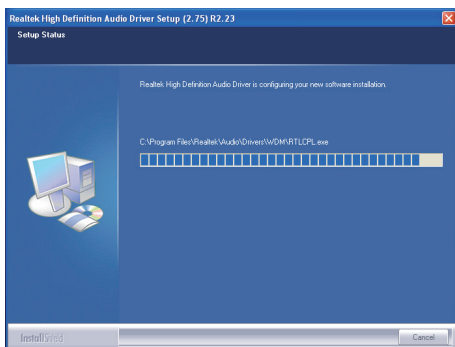 Realtek High Definition Audio Driver Setup (2.75) R2.23
Setup Status
Realtek High Definition Audio Driver is configuring your new software installation.
C:\Program Files\Realtek\Audio\Drivers\WDM\RTLCPL.exe
InstallShield
Cancel